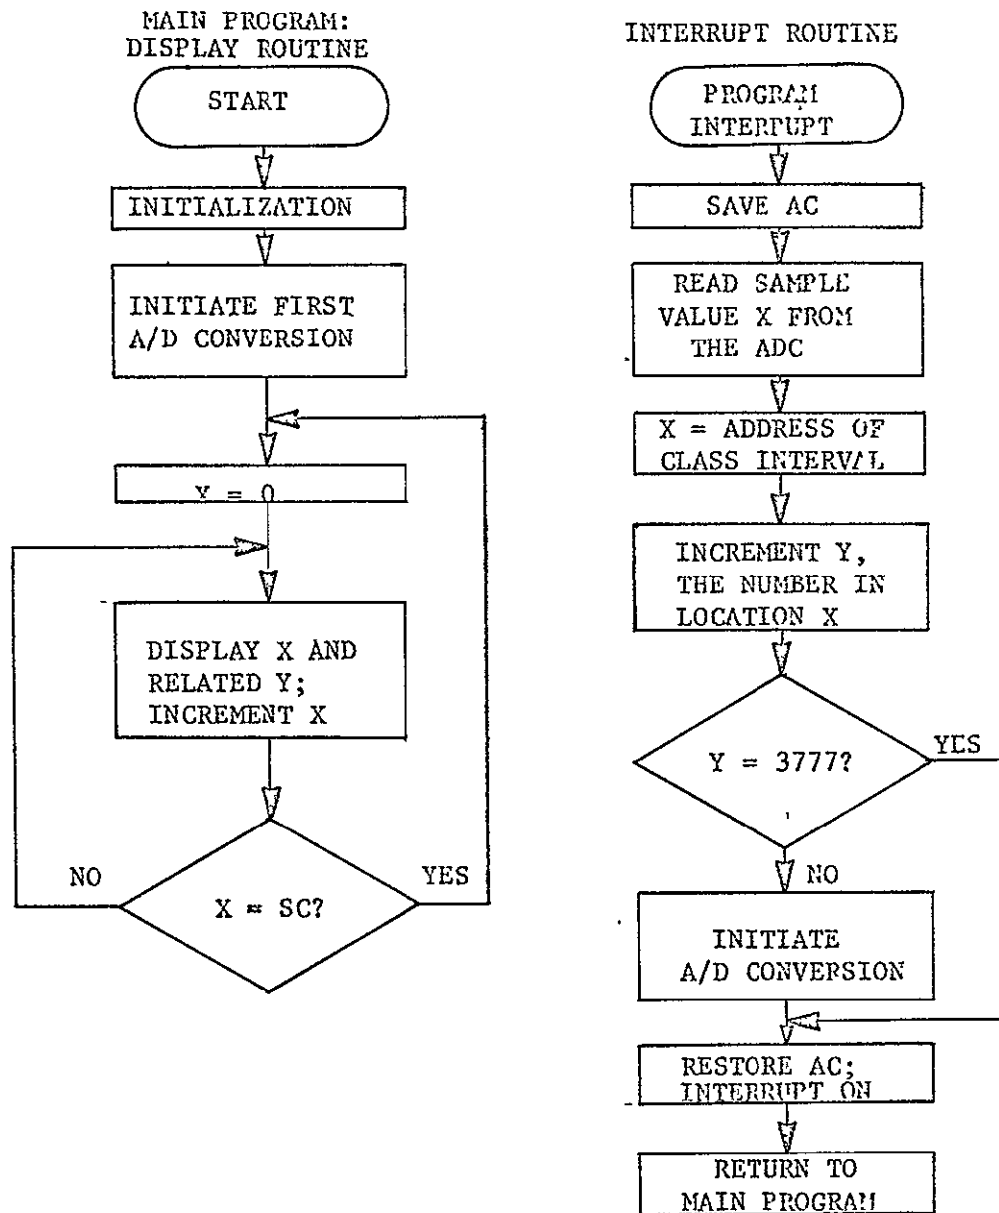 MAIN PROGRAM:
DISPLAY ROUTINE
START
INITIALIZATION
INITIATE FIRST
A/D CONVERSION
= 0
DISPLAY X AND
RELATED Y;
INCREMENT X
NO
X = SC?
YES
INTERRUPT ROUTINE
PROGRAM
INTERRUPT
SAVE AC
READ SAMPLE
VALUE X FROM
THE ADC
X = ADDRESS OF
CLASS INTERVAL
INCREMENT Y,
THE NUMBER IN
LOCATION X
Y = 3777?
YES
NO
INITIATE
A/D CONVERSION
RESTORE AC;
INTERRUPT ON
RETURN TO
MAIN PROGRAM